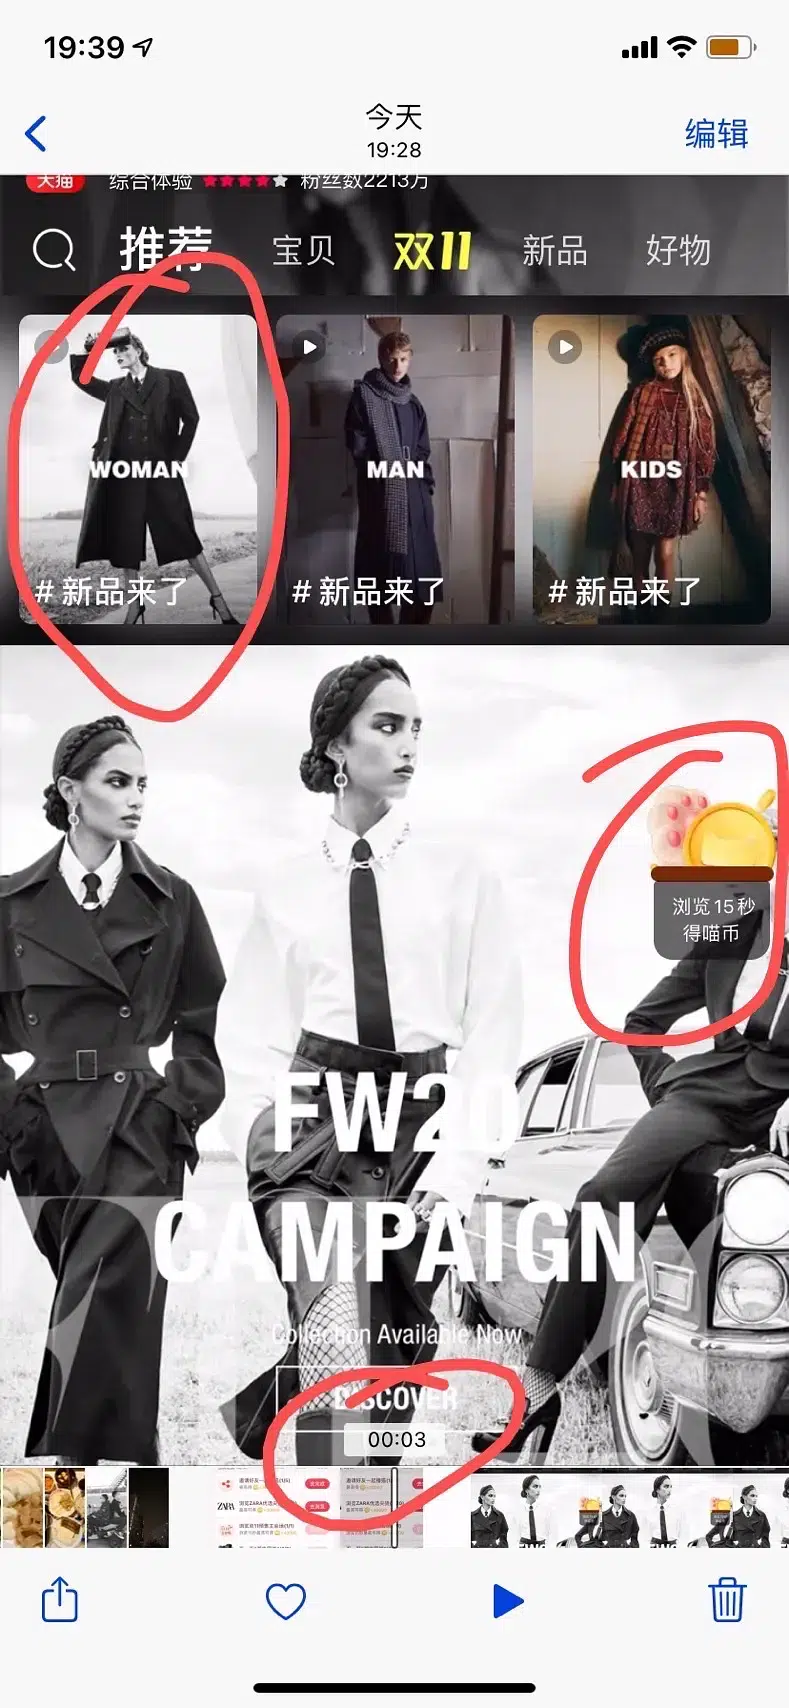 19:39
今天
19:28
编辑
天猫 综合体验 粉丝数2213万
推荐 宝贝 双11 新品 好物
WOMAN
#新品来了
MAN
#新品来了
KIDS
#新品来了
浏览15秒
得喵币
FW20
CAMPAIGN
Collection Available Now
DISCOVER
00:03
ZARA